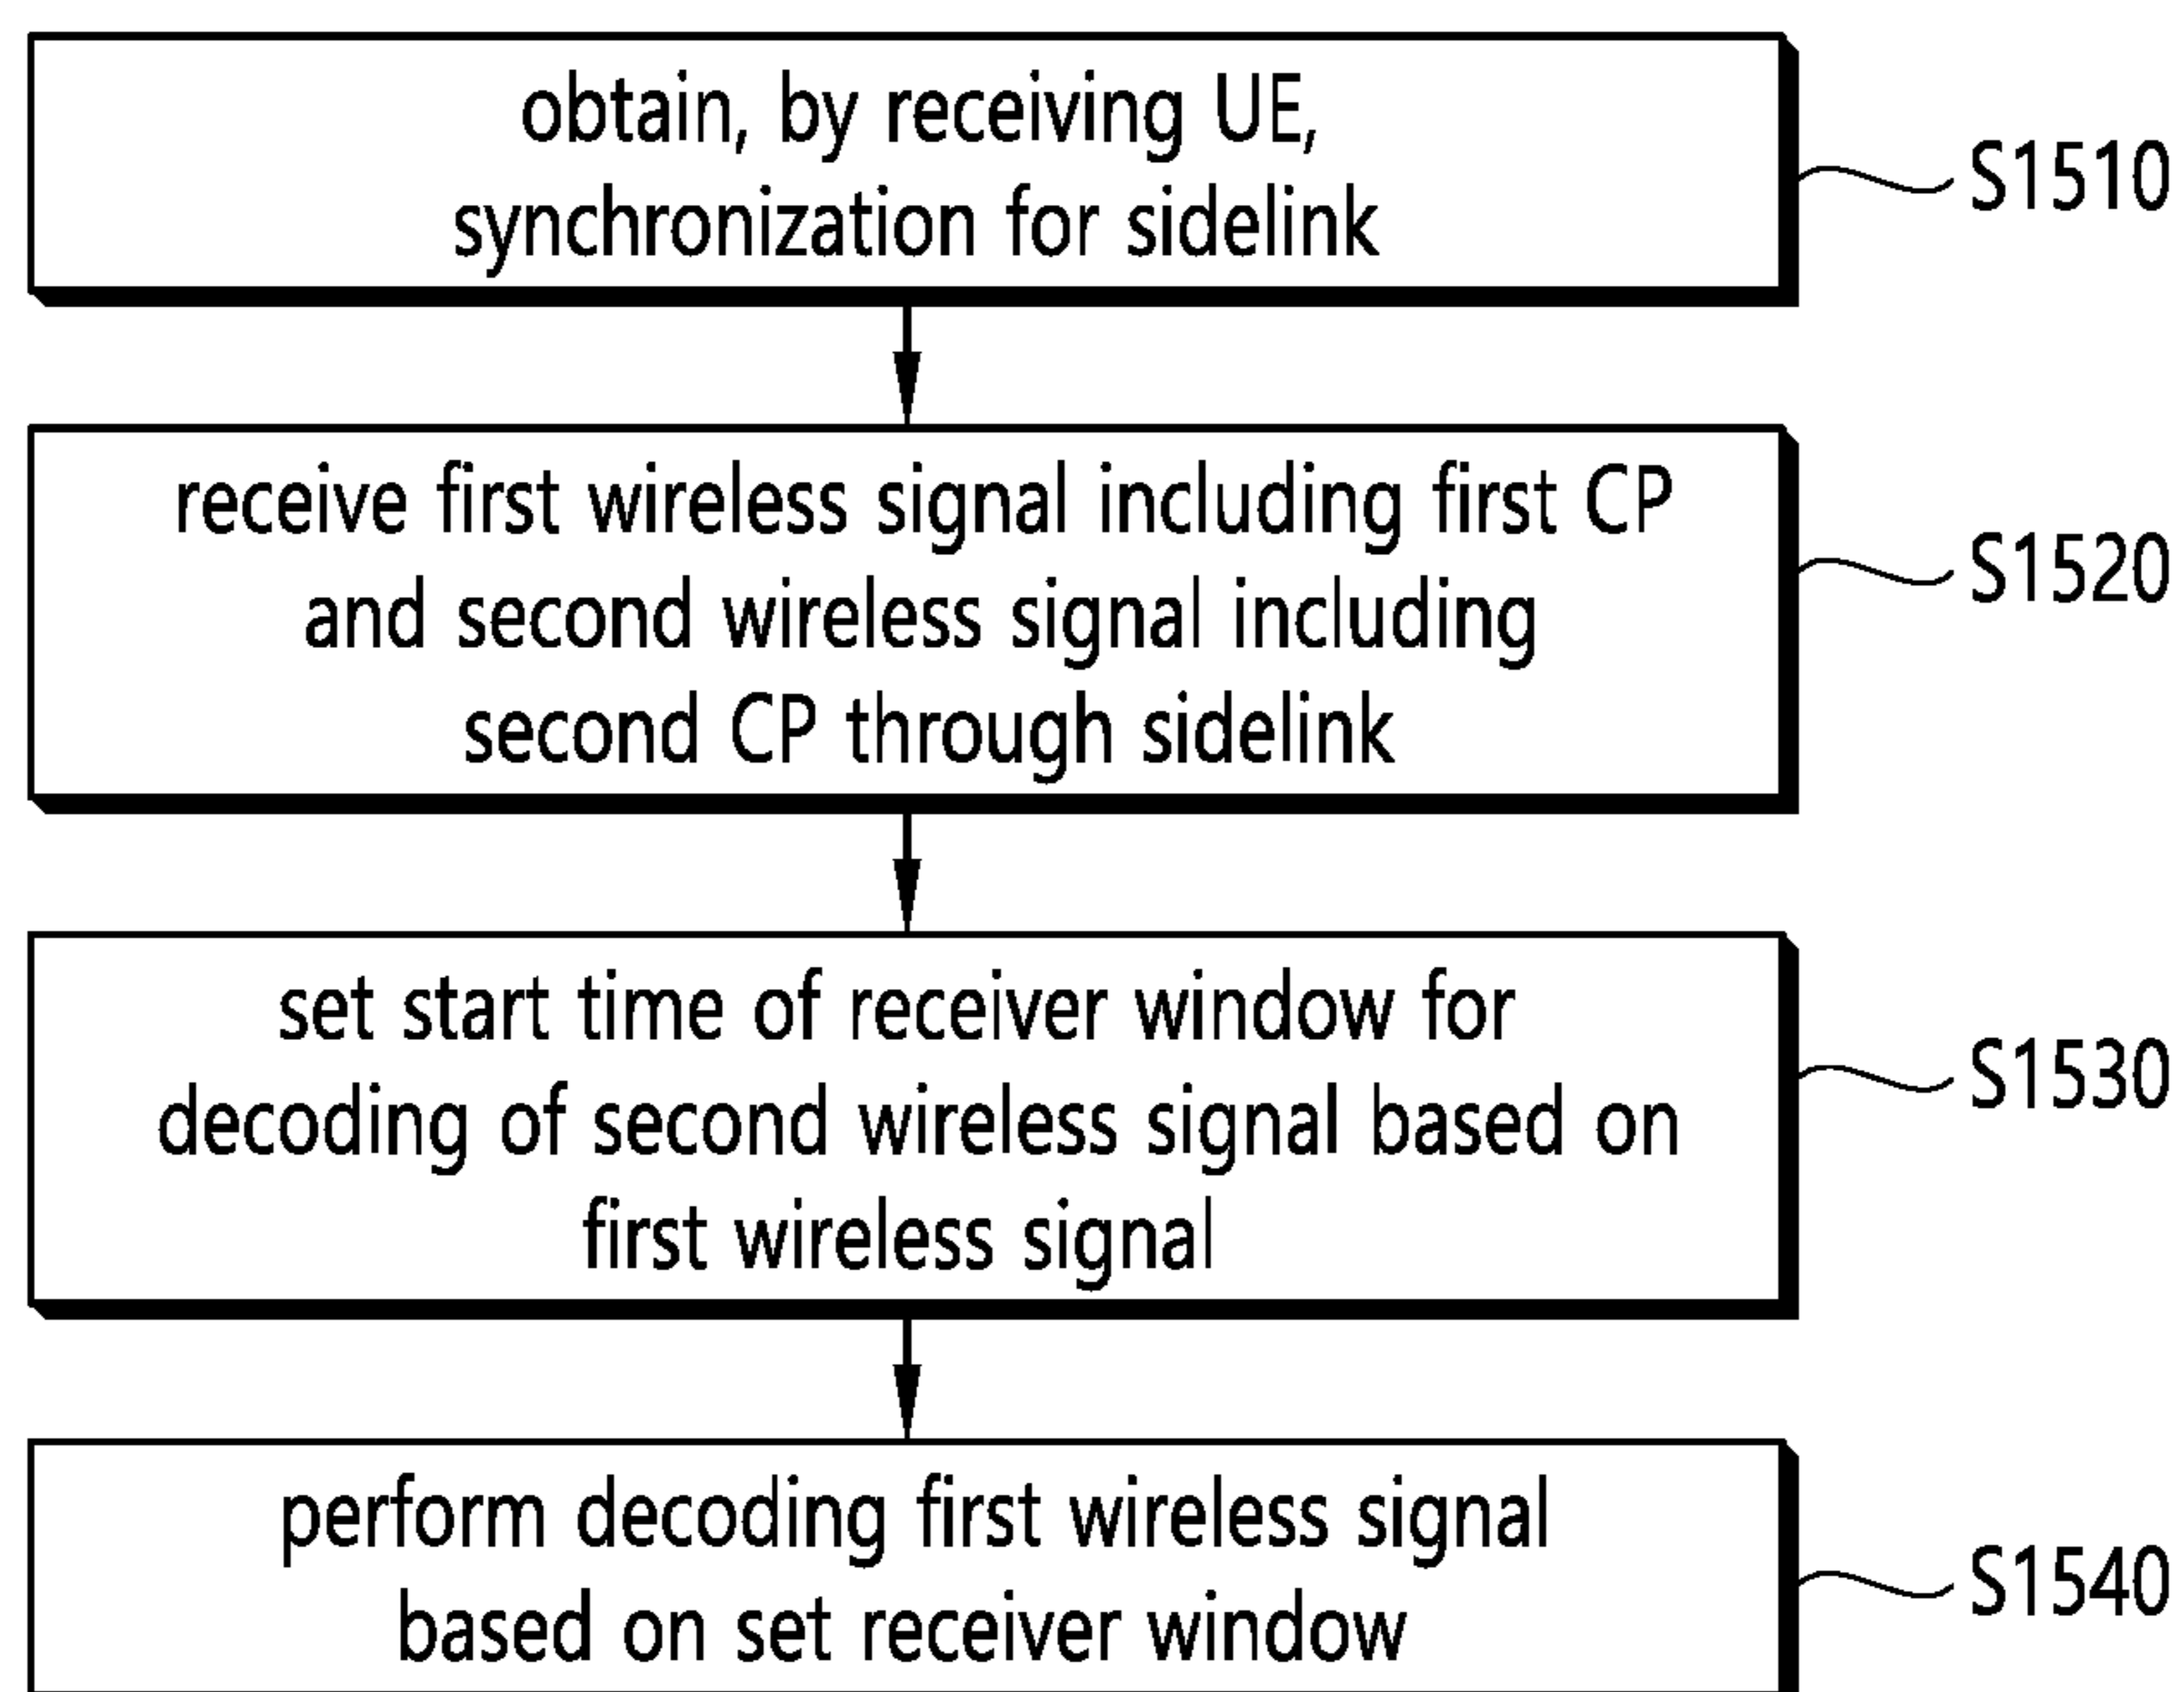 obtain, by receiving UE,
synchronization for sidelink
S1510
receive first wireless signal including first CP
and second wireless signal including
second CP through sidelink
S1520
set start time of receiver window for
decoding of second wireless signal based on
first wireless signal
S1530
perform decoding first wireless signal
based on set receiver window
S1540